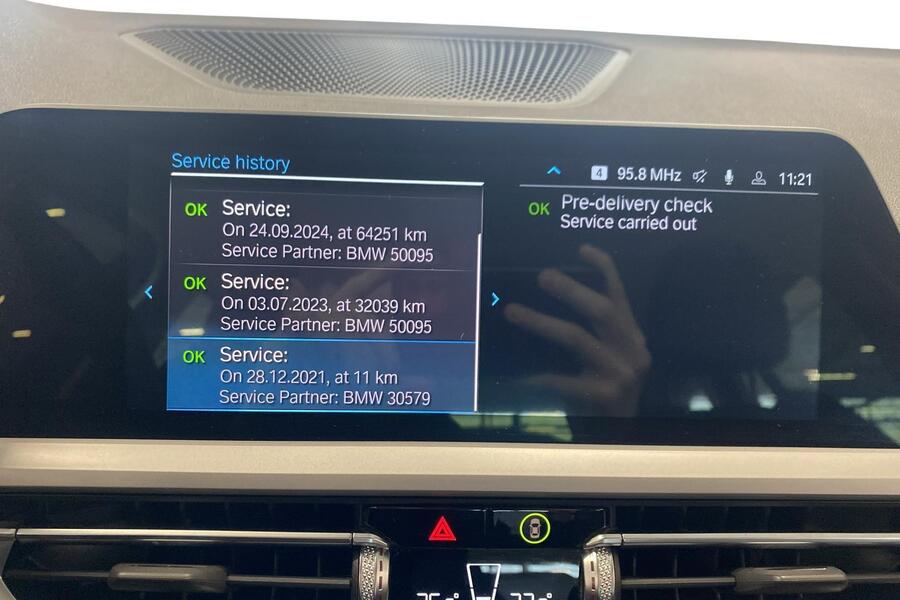 Service history
4 95.8 MHz 11:21
OK Service:
On 24.09.2024, at 64251 km
Service Partner: BMW 50095
OK Service:
On 03.07.2023, at 32039 km
Service Partner: BMW 50095
OK Service:
On 28.12.2021, at 11 km
Service Partner: BMW 30579
OK Pre-delivery check
Service carried out